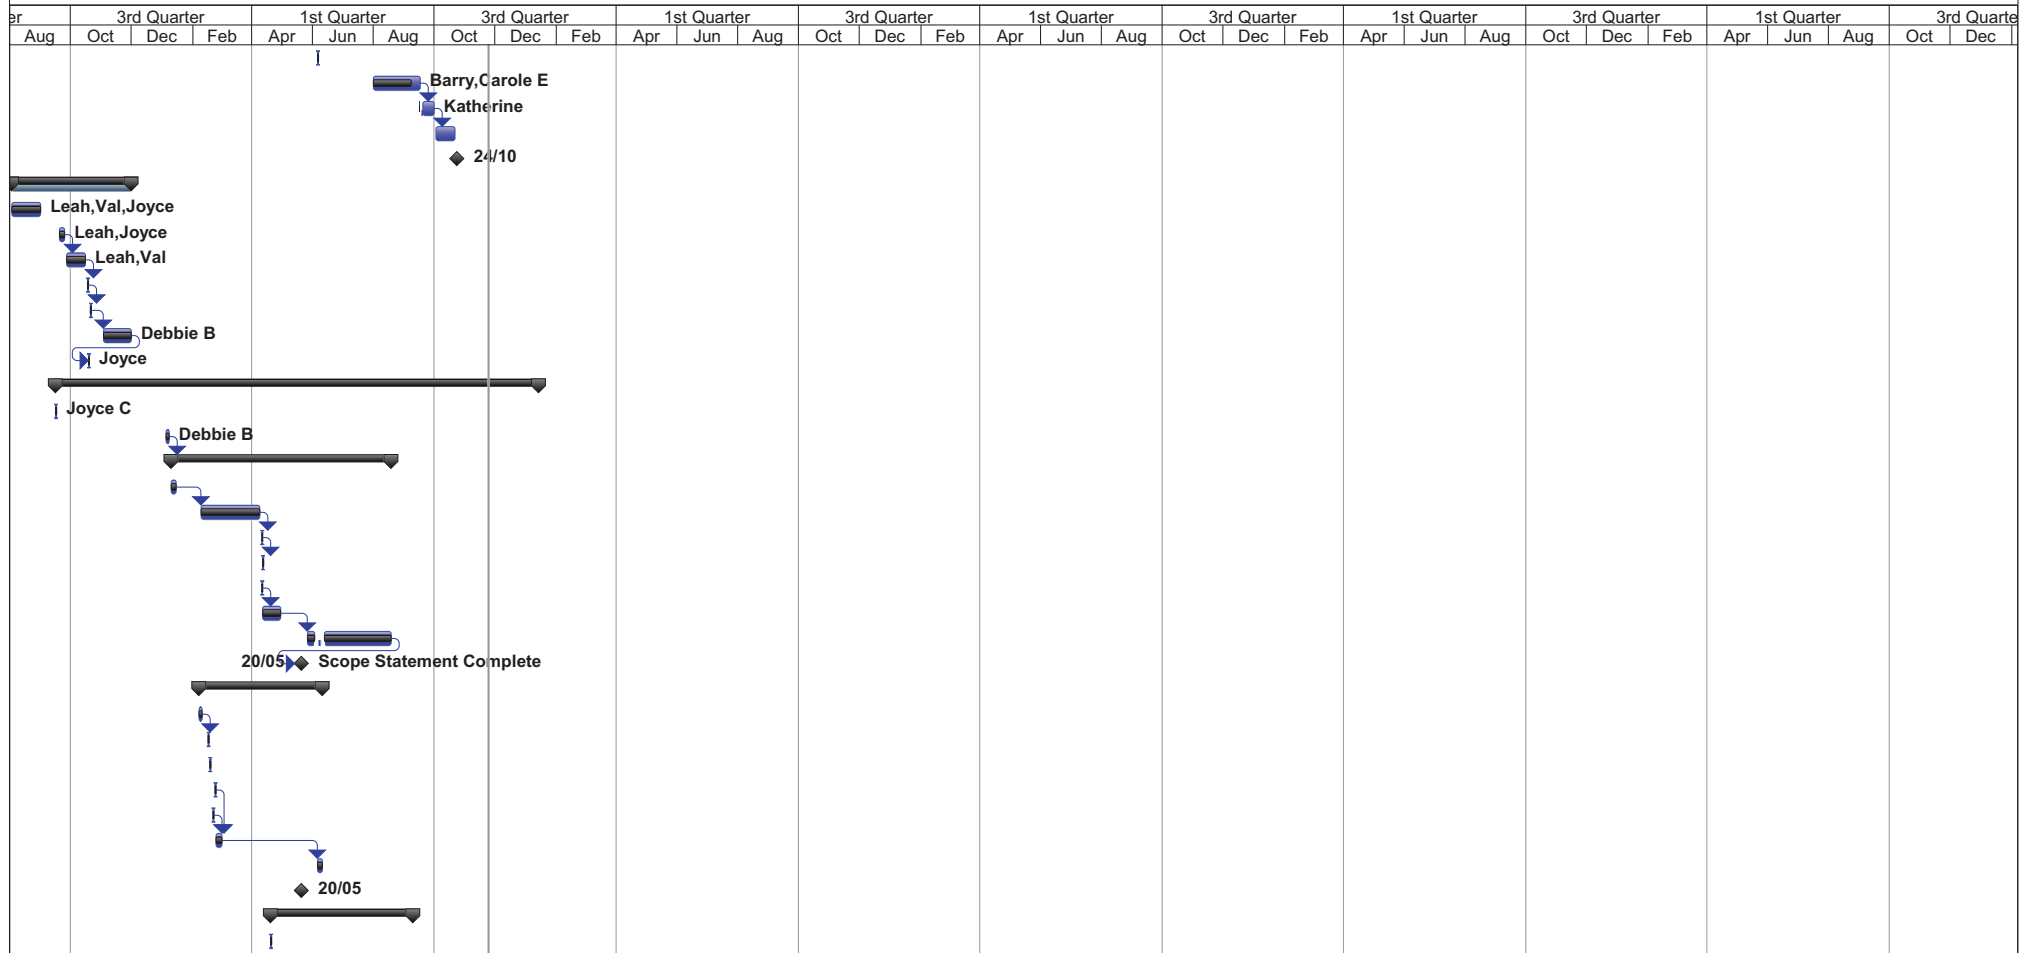 er 3rd Quarter 1st Quarter 3rd Quarter 1st Quarter 3rd Quarter 1st Quarter 3rd Quarter 1st Quarter 3rd Quarter 1st Quarter 3rd Quarte
Aug Oct Dec Feb Apr Jun Aug Oct Dec Feb Apr Jun Aug Oct Dec Feb Apr Jun Aug Oct Dec Feb Apr Jun Aug Oct Dec Feb Apr Jun Aug Oct Dec
Barry,Carole E
Katherine
24/10
Leah,Val,Joyce
Leah,Joyce
Leah,Val
Debbie B
Joyce
Joyce C
Debbie B
20/05 Scope Statement Complete
20/05